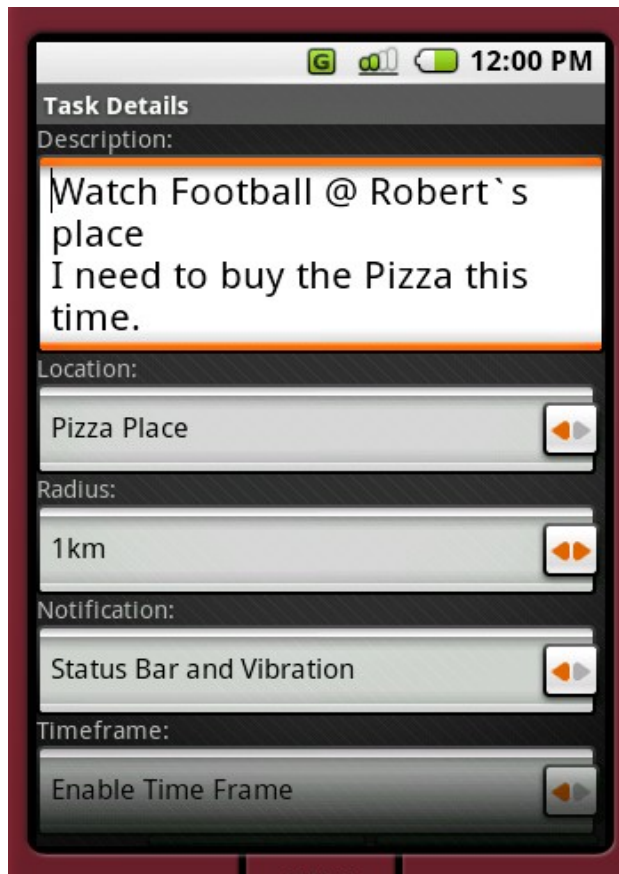 G 12:00 PM
Task Details
Description:
Watch Football @ Robert`s
place
I need to buy the Pizza this
time.
Location:
Pizza Place
Radius:
1km
Notification:
Status Bar and Vibration
Timeframe:
Enable Time Frame